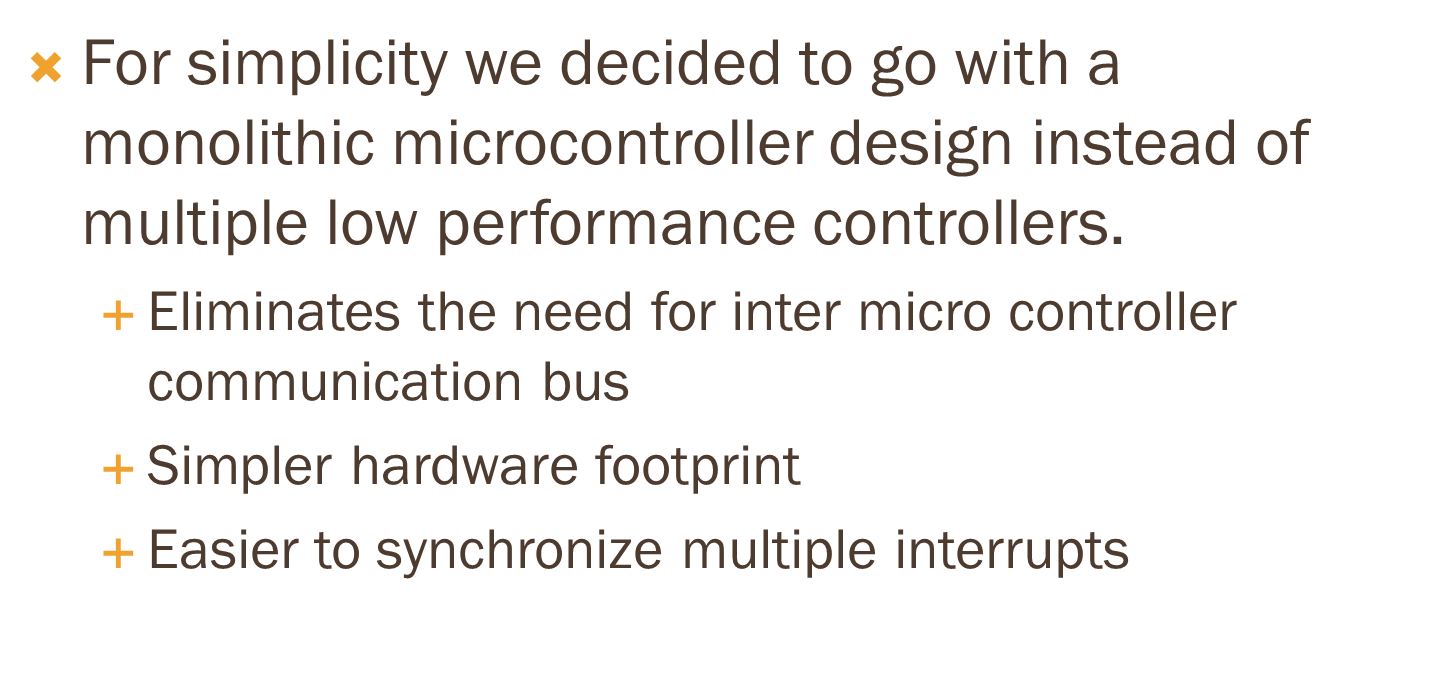 For simplicity we decided to go with a
monolithic microcontroller design instead of
multiple low performance controllers.
Eliminates the need for inter micro controller
communication bus
Simpler hardware footprint
Easier to synchronize multiple interrupts